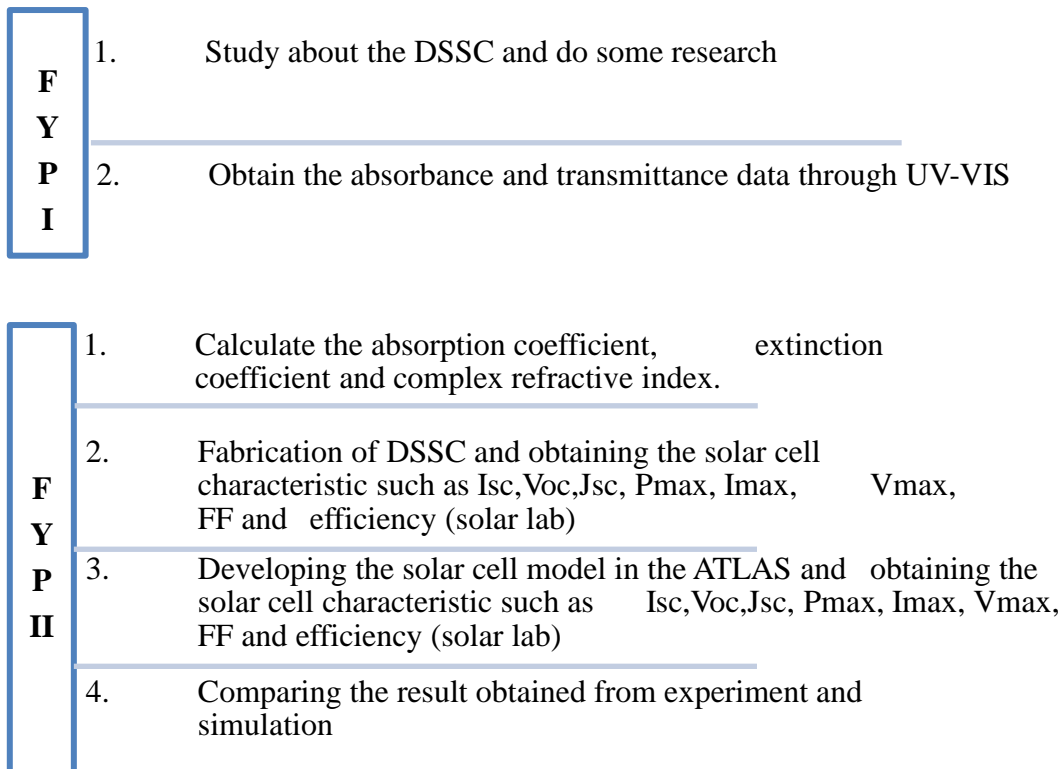 F
Y
P
I
1. Study about the DSSC and do some research
2. Obtain the absorbance and transmittance data through UV-VIS
F
Y
P
II
1. Calculate the absorption coefficient, extinction
coefficient and complex refractive index.
2. Fabrication of DSSC and obtaining the solar cell
characteristic such as Isc,Voc,Jsc, Pmax, Imax, Vmax,
FF and efficiency (solar lab)
3. Developing the solar cell model in the ATLAS and obtaining the
solar cell characteristic such as Isc,Voc,Jsc, Pmax, Imax, Vmax,
FF and efficiency (solar lab)
4. Comparing the result obtained from experiment and
simulation